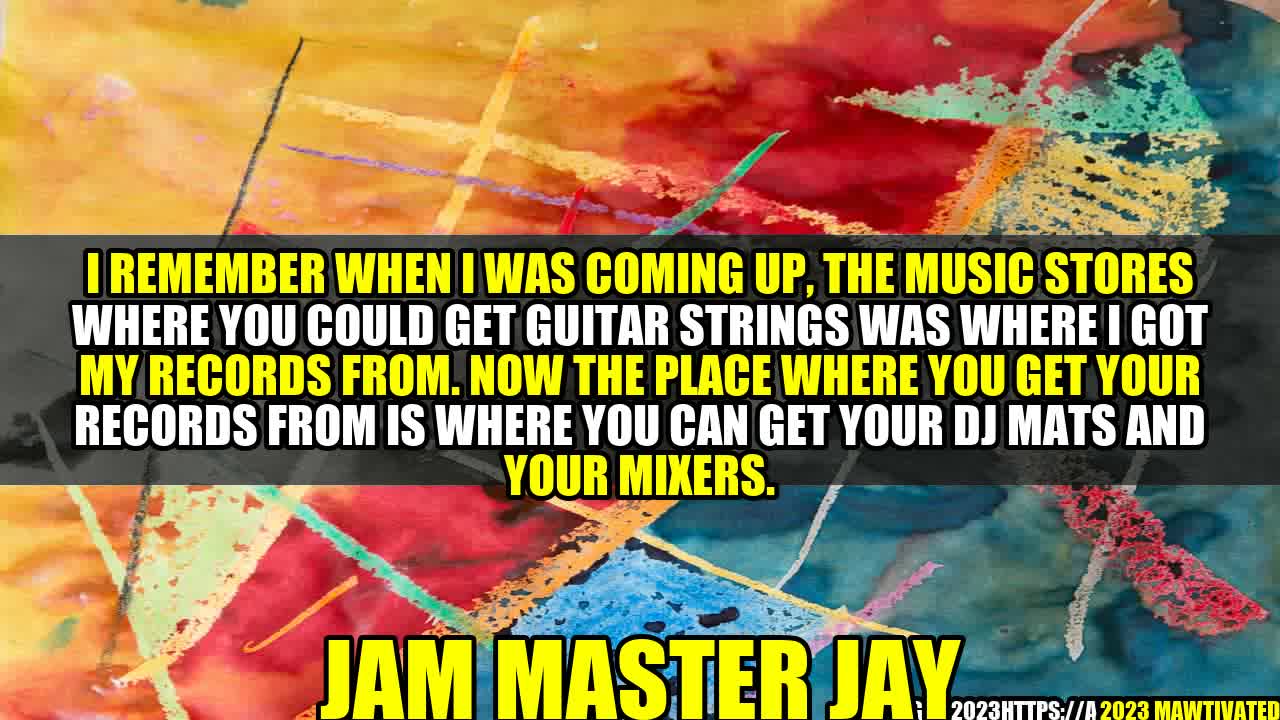 I REMEMBER WHEN I WAS COMING UP, THE MUSIC STORES
WHERE YOU COULD GET GUITAR STRINGS WAS WHERE I GOT
MY RECORDS FROM. NOW THE PLACE WHERE YOU GET YOUR
RECORDS FROM IS WHERE YOU CAN GET YOUR DJ MATS AND
YOUR MIXERS.
JAM MASTER JAY
2023HTTPS://A 2023 MAWTIVATED